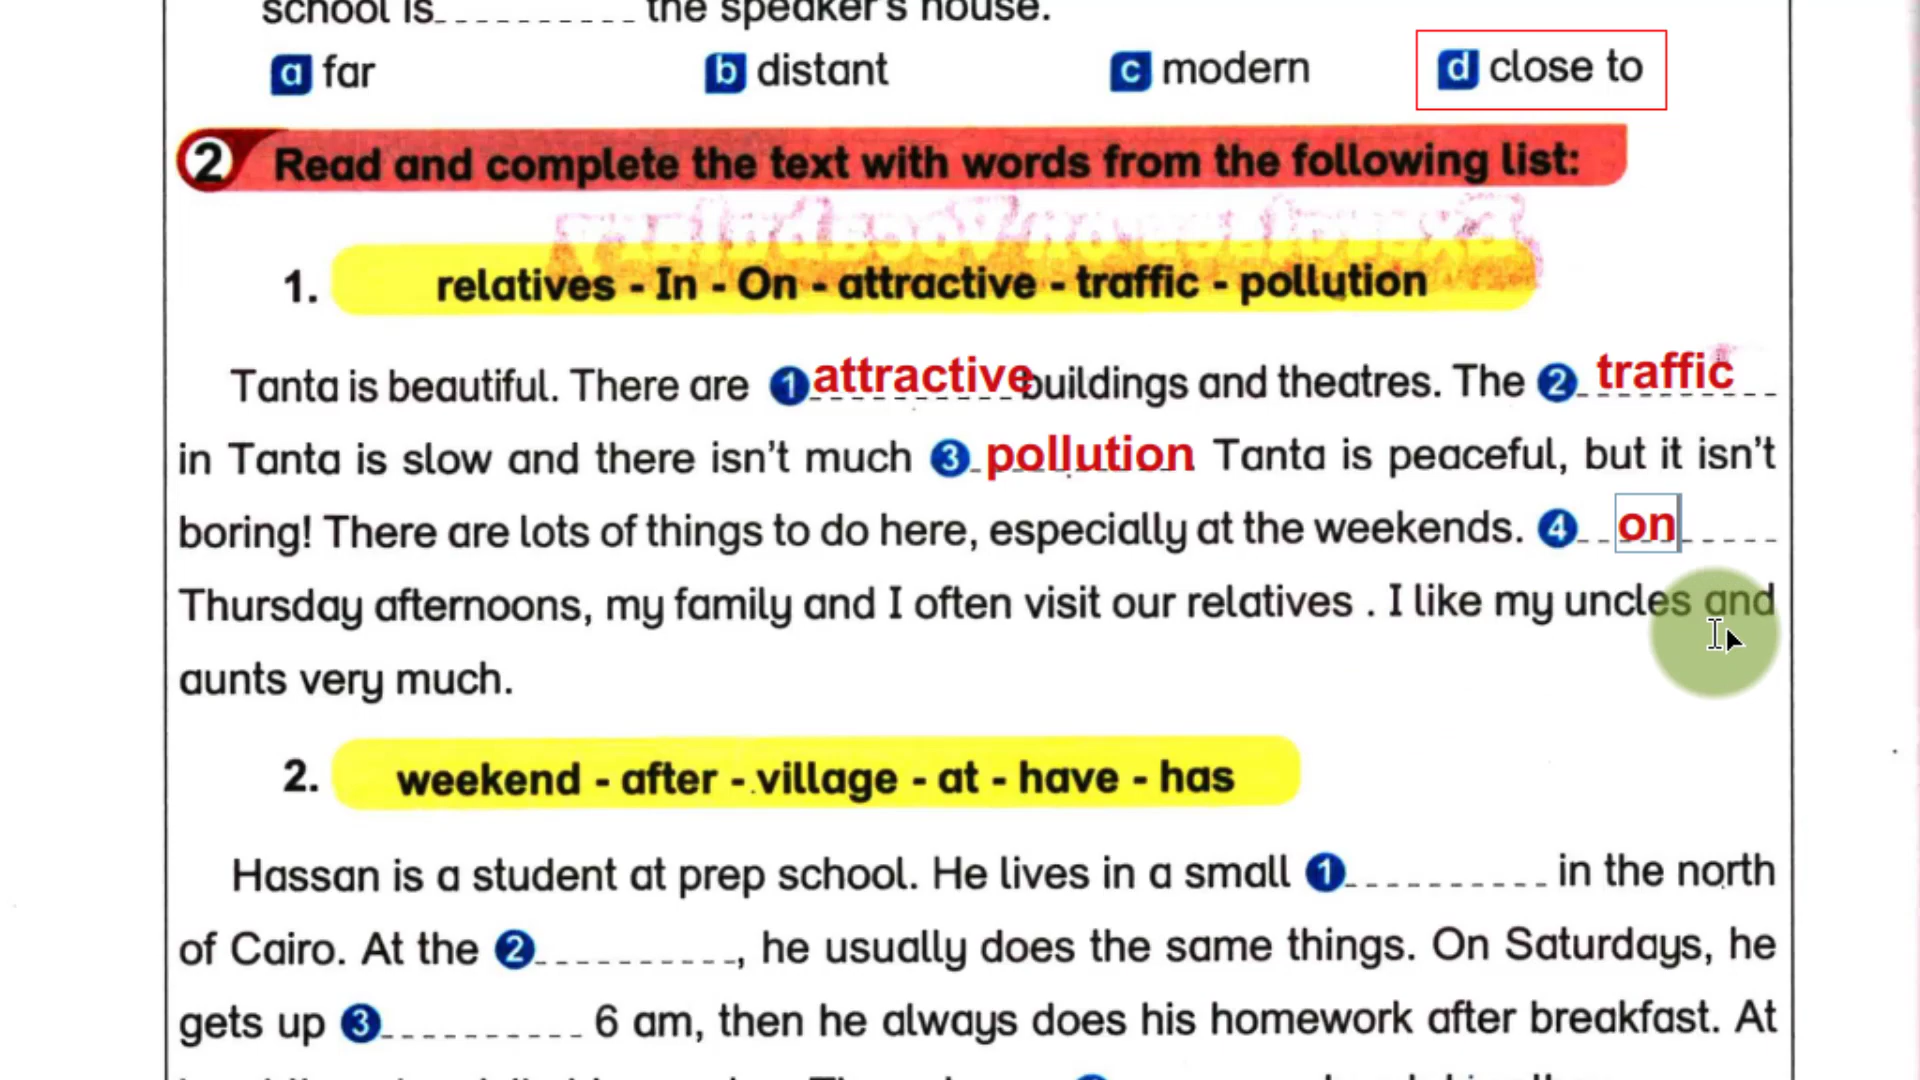 school is __________ the speaker's house.
a far b distant c modern d close to
2 Read and complete the text with words from the following list:
1. relatives - In - On - attractive - traffic - pollution
Tanta is beautiful. There are 1 attractive buildings and theatres. The 2 traffic
in Tanta is slow and there isn't much 3 pollution Tanta is peaceful, but it isn't
boring! There are lots of things to do here, especially at the weekends. 4 on
Thursday afternoons, my family and I often visit our relatives . I like my uncles and
aunts very much.
2. weekend - after - village - at - have - has
Hassan is a student at prep school. He lives in a small 1 __________ in the north
of Cairo. At the 2 __________, he usually does the same things. On Saturdays, he
gets up 3 __________ 6 am, then he always does his homework after breakfast. At